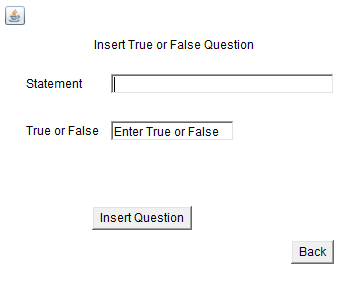 Insert True or False Question
Statement
True or False Enter True or False
Insert Question
Back